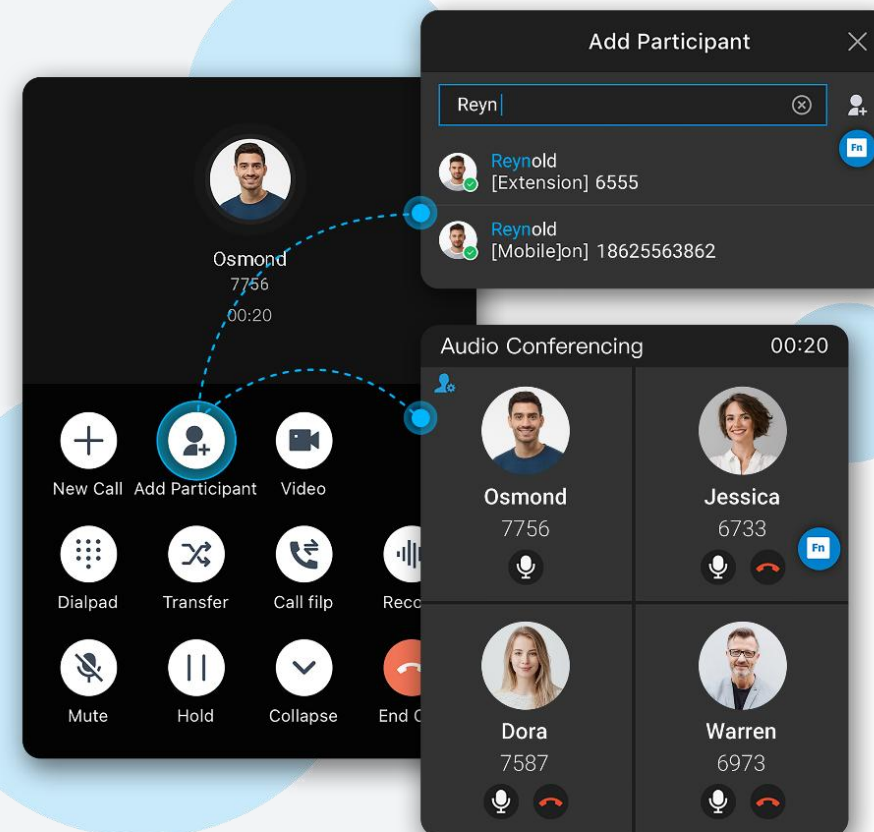 Osmond
7756
00:20
New Call Add Participant Video
Dialpad Transfer Call filp Reco
Mute Hold Collapse End C
Add Participant
Reyn
Fn
Reynold
[Extension] 6555
Reynold
[Mobile]on] 18625563862
Audio Conferencing 00:20
Osmond Jessica
7756 6733
Fn
Dora Warren
7587 6973